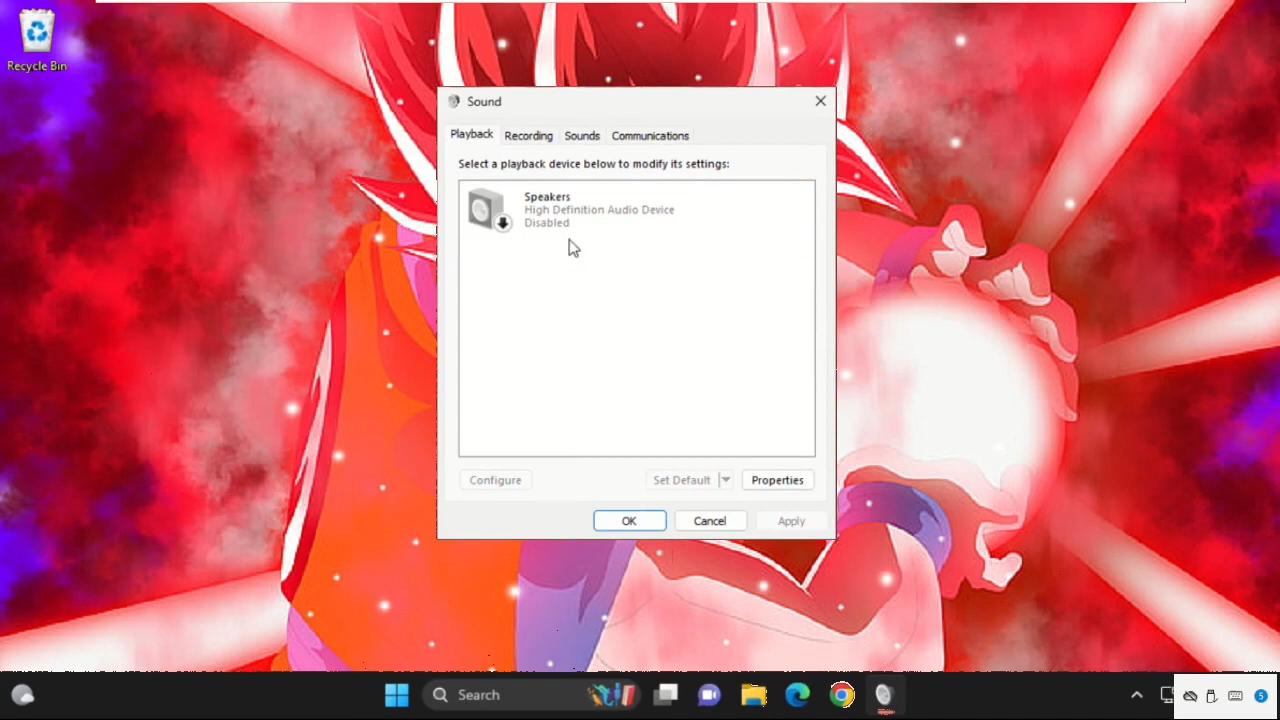 Recycle Bin
Sound
Playback Recording Sounds Communications
Select a playback device below to modify its settings:
Speakers
High Definition Audio Device
Disabled
Configure Set Default Properties
OK Cancel Apply
Search
5